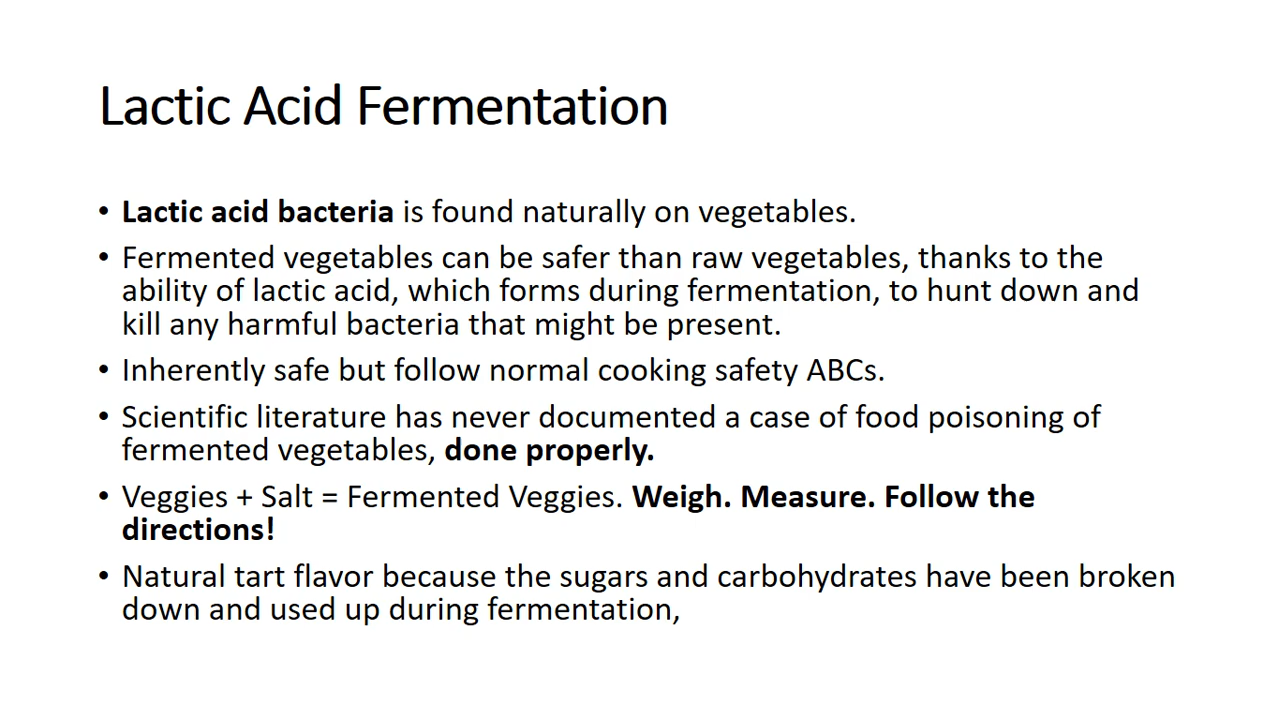 Lactic Acid Fermentation
• Lactic acid bacteria is found naturally on vegetables.
• Fermented vegetables can be safer than raw vegetables, thanks to the
ability of lactic acid, which forms during fermentation, to hunt down and
kill any harmful bacteria that might be present.
• Inherently safe but follow normal cooking safety ABCs.
• Scientific literature has never documented a case of food poisoning of
fermented vegetables, done properly.
• Veggies + Salt = Fermented Veggies. Weigh. Measure. Follow the
directions!
• Natural tart flavor because the sugars and carbohydrates have been broken
down and used up during fermentation,